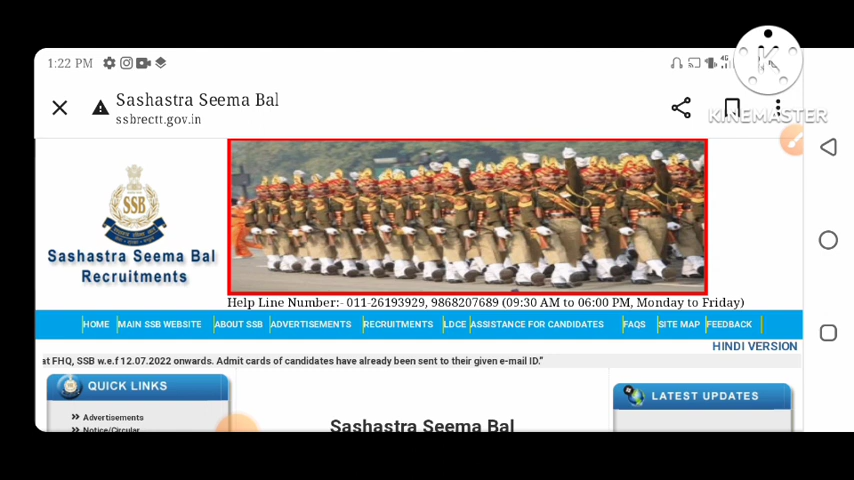 1:22 PM
Sashastra Seema Bal
ssbrectt.gov.in
KINEMASTER
SSB
Sashastra Seema Bal
Recruitments
Help Line Number:- 011-26193929, 9868207689 (09:30 AM to 06:00 PM, Monday to Friday)
HOME MAIN SSB WEBSITE ABOUT SSB ADVERTISEMENTS RECRUITMENTS LDCE ASSISTANCE FOR CANDIDATES FAQS SITE MAP FEEDBACK
HINDI VERSION
at FHQ, SSB w.e.f 12.07.2022 onwards. Admit cards of candidates have already been sent to their given e-mail ID."
QUICK LINKS
LATEST UPDATES
Advertisements
Notice/Circular
Sashastra Seema Bal